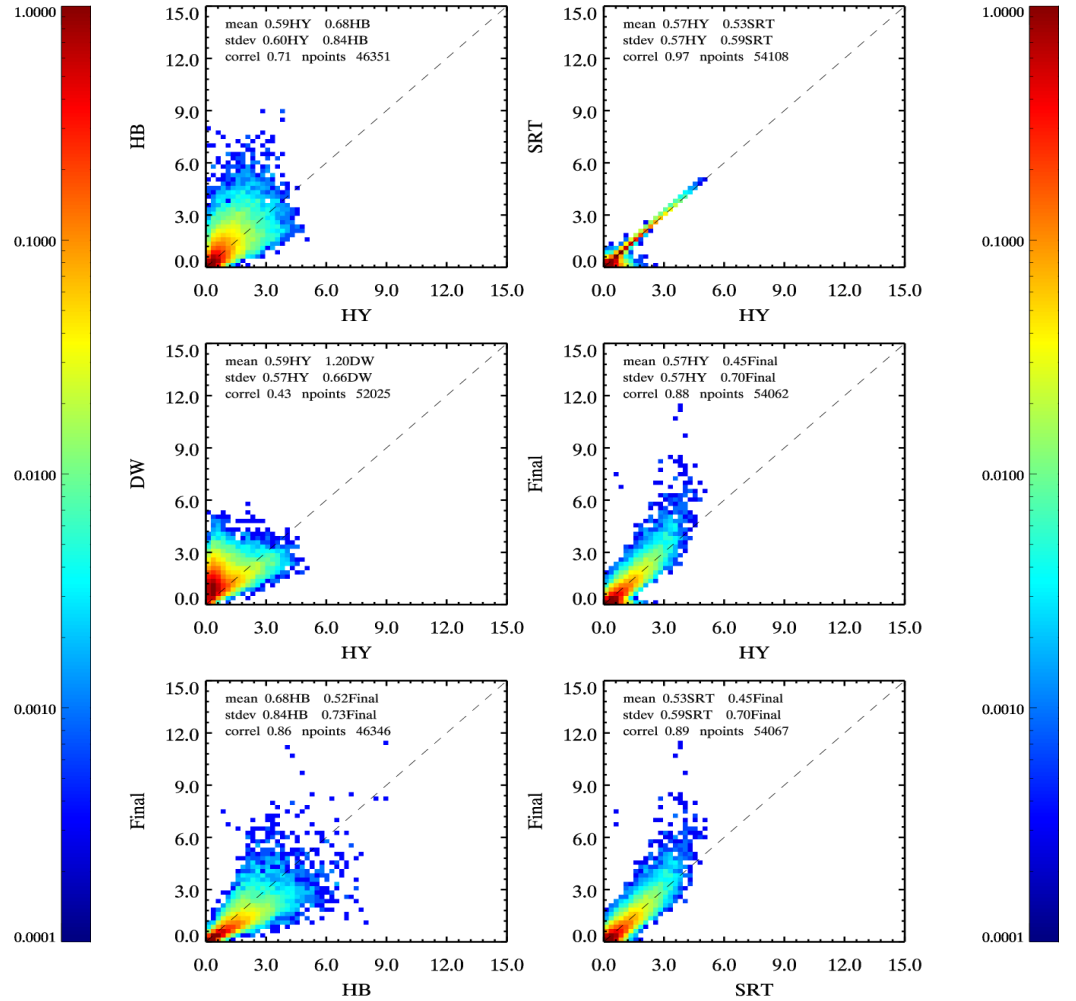 1.0000
0.1000
0.0100
0.0010
0.0001
mean 0.59HY 0.68HB
stdev 0.60HY 0.84HB
correl 0.71 npoints 46351
15.0
12.0
9.0
6.0
3.0
0.0
HB
0.0 3.0 6.0 9.0 12.0 15.0
HY
mean 0.57HY 0.53SRT
stdev 0.57HY 0.59SRT
correl 0.97 npoints 54108
15.0
12.0
9.0
6.0
3.0
0.0
SRT
0.0 3.0 6.0 9.0 12.0 15.0
HY
mean 0.59HY 1.20DW
stdev 0.57HY 0.66DW
correl 0.43 npoints 52025
15.0
12.0
9.0
6.0
3.0
0.0
DW
0.0 3.0 6.0 9.0 12.0 15.0
HY
mean 0.57HY 0.45Final
stdev 0.57HY 0.70Final
correl 0.88 npoints 54062
15.0
12.0
9.0
6.0
3.0
0.0
Final
0.0 3.0 6.0 9.0 12.0 15.0
HY
mean 0.68HB 0.52Final
stdev 0.84HB 0.73Final
correl 0.86 npoints 46346
15.0
12.0
9.0
6.0
3.0
0.0
Final
0.0 3.0 6.0 9.0 12.0 15.0
HB
mean 0.53SRT 0.45Final
stdev 0.59SRT 0.70Final
correl 0.89 npoints 54067
15.0
12.0
9.0
6.0
3.0
0.0
Final
0.0 3.0 6.0 9.0 12.0 15.0
SRT
1.0000
0.1000
0.0100
0.0010
0.0001